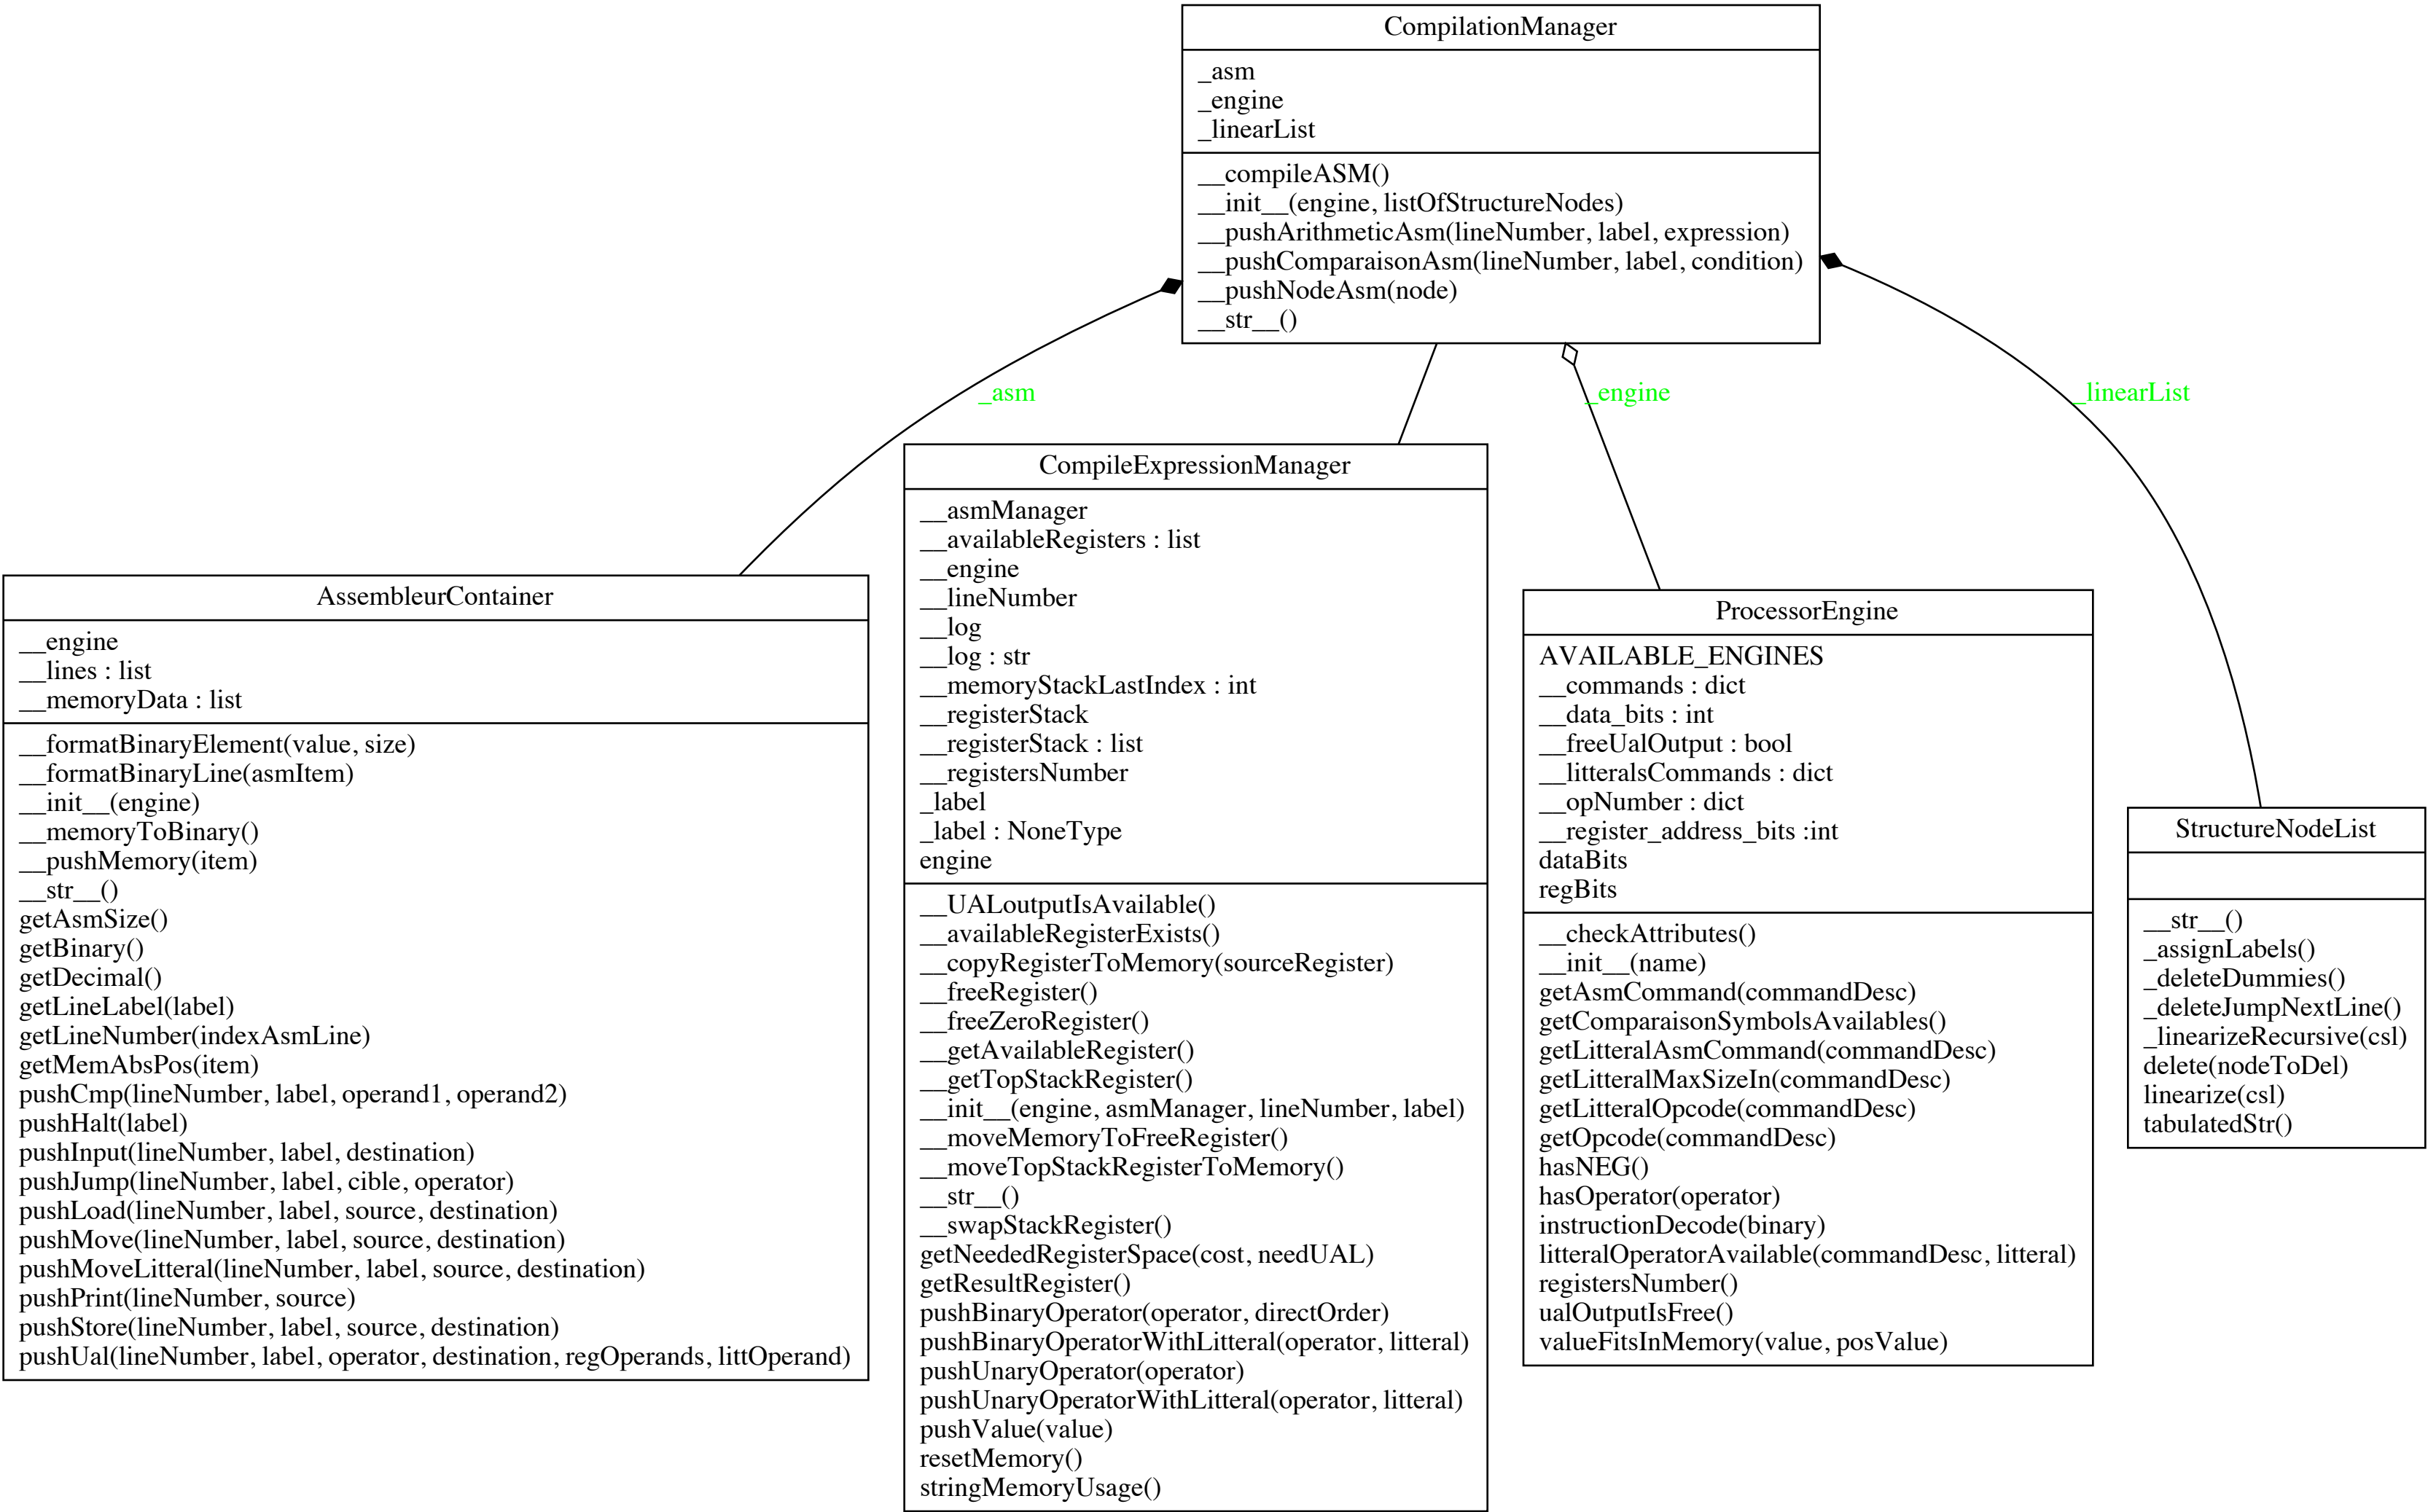 CompilationManager
_asm
_engine
_linearList
__compileASM()
__init__(engine, listOfStructureNodes)
__pushArithmeticAsm(lineNumber, label, expression)
__pushComparaisonAsm(lineNumber, label, condition)
__pushNodeAsm(node)
__str__()
_asm
_engine
_linearList
AssembleurContainer
__engine
__lines : list
__memoryData : list
__formatBinaryElement(value, size)
__formatBinaryLine(asmItem)
__init__(engine)
__memoryToBinary()
__pushMemory(item)
__str__()
getAsmSize()
getBinary()
getDecimal()
getLineLabel(label)
getLineNumber(indexAsmLine)
getMemAbsPos(item)
pushCmp(lineNumber, label, operand1, operand2)
pushHalt(label)
pushInput(lineNumber, label, destination)
pushJump(lineNumber, label, cible, operator)
pushLoad(lineNumber, label, source, destination)
pushMove(lineNumber, label, source, destination)
pushMoveLitteral(lineNumber, label, source, destination)
pushPrint(lineNumber, source)
pushStore(lineNumber, label, source, destination)
pushUal(lineNumber, label, operator, destination, regOperands, littOperand)
CompileExpressionManager
__asmManager
__availableRegisters : list
__engine
__lineNumber
__log
__log : str
__memoryStackLastIndex : int
__registerStack
__registerStack : list
__registersNumber
_label
_label : NoneType
engine
__UALoutputIsAvailable()
__availableRegisterExists()
__copyRegisterToMemory(sourceRegister)
__freeRegister()
__freeZeroRegister()
__getAvailableRegister()
__getTopStackRegister()
__init__(engine, asmManager, lineNumber, label)
__moveMemoryToFreeRegister()
__moveTopStackRegisterToMemory()
__str__()
__swapStackRegister()
getNeededRegisterSpace(cost, needUAL)
getResultRegister()
pushBinaryOperator(operator, directOrder)
pushBinaryOperatorWithLitteral(operator, litteral)
pushUnaryOperator(operator)
pushUnaryOperatorWithLitteral(operator, litteral)
pushValue(value)
resetMemory()
stringMemoryUsage()
ProcessorEngine
AVAILABLE_ENGINES
__commands : dict
__data_bits : int
__freeUalOutput : bool
__litteralsCommands : dict
__opNumber : dict
__register_address_bits :int
dataBits
regBits
__checkAttributes()
__init__(name)
getAsmCommand(commandDesc)
getComparaisonSymbolsAvailables()
getLitteralAsmCommand(commandDesc)
getLitteralMaxSizeIn(commandDesc)
getLitteralOpcode(commandDesc)
getOpcode(commandDesc)
hasNEG()
hasOperator(operator)
instructionDecode(binary)
litteralOperatorAvailable(commandDesc, litteral)
registersNumber()
ualOutputIsFree()
valueFitsInMemory(value, posValue)
StructureNodeList
__str__()
_assignLabels()
_deleteDummies()
_deleteJumpNextLine()
_linearizeRecursive(csl)
delete(nodeToDel)
linearize(csl)
tabulatedStr()